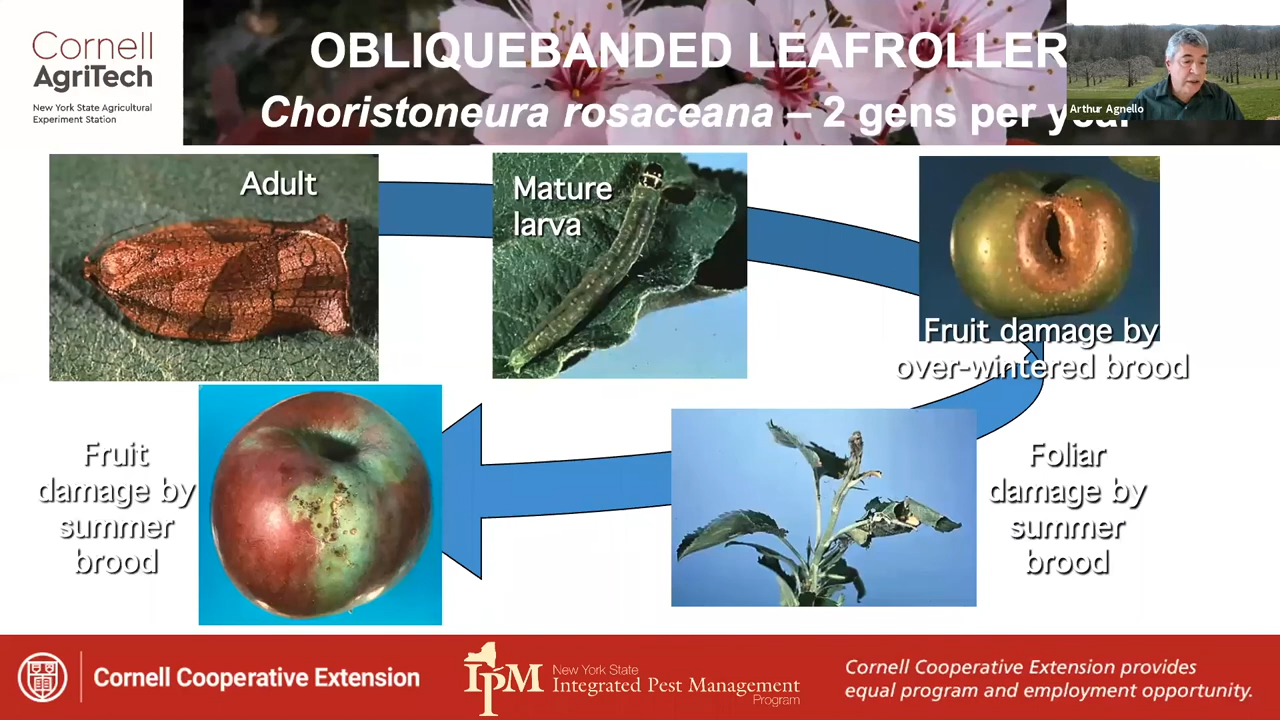 Cornell
AgriTech
New York State Agricultural
Experiment Station
OBLIQUEBANDED LEAFROLLER
Choristoneura rosaceana – 2 gens per year
Arthur Agnello
Adult
Mature
larva
Fruit damage by
over-wintered brood
Foliar
damage by
summer
brood
Fruit
damage by
summer
brood
Cornell Cooperative Extension
IPM
New York State
Integrated Pest Management
Program
Cornell Cooperative Extension provides
equal program and employment opportunity.